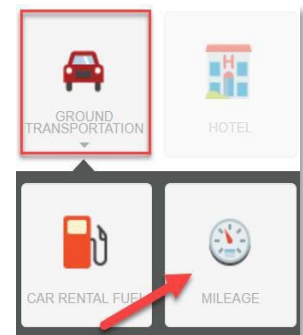 GROUND
TRANSPORTATION
HOTEL
CAR RENTAL FUEL
MILEAGE